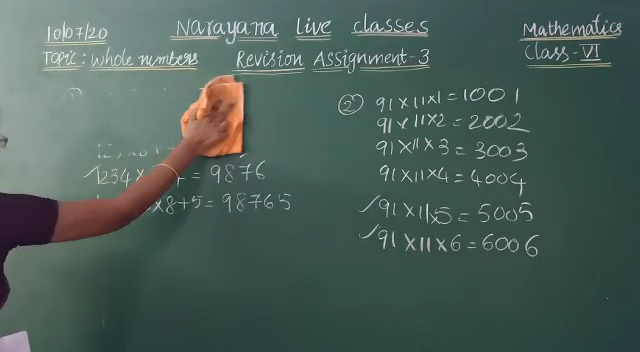 10/07/20 Narayana Live classes Mathematics
Topic: Whole numbers Revision Assignment-3 Class-VI
1
1234 × = 9876
×8+5=98765
2 91×11×1=1001
91×11×2=2002
91×11×3=3003
91×11×4=4004
91×11×5=5005
91×11×6=6006